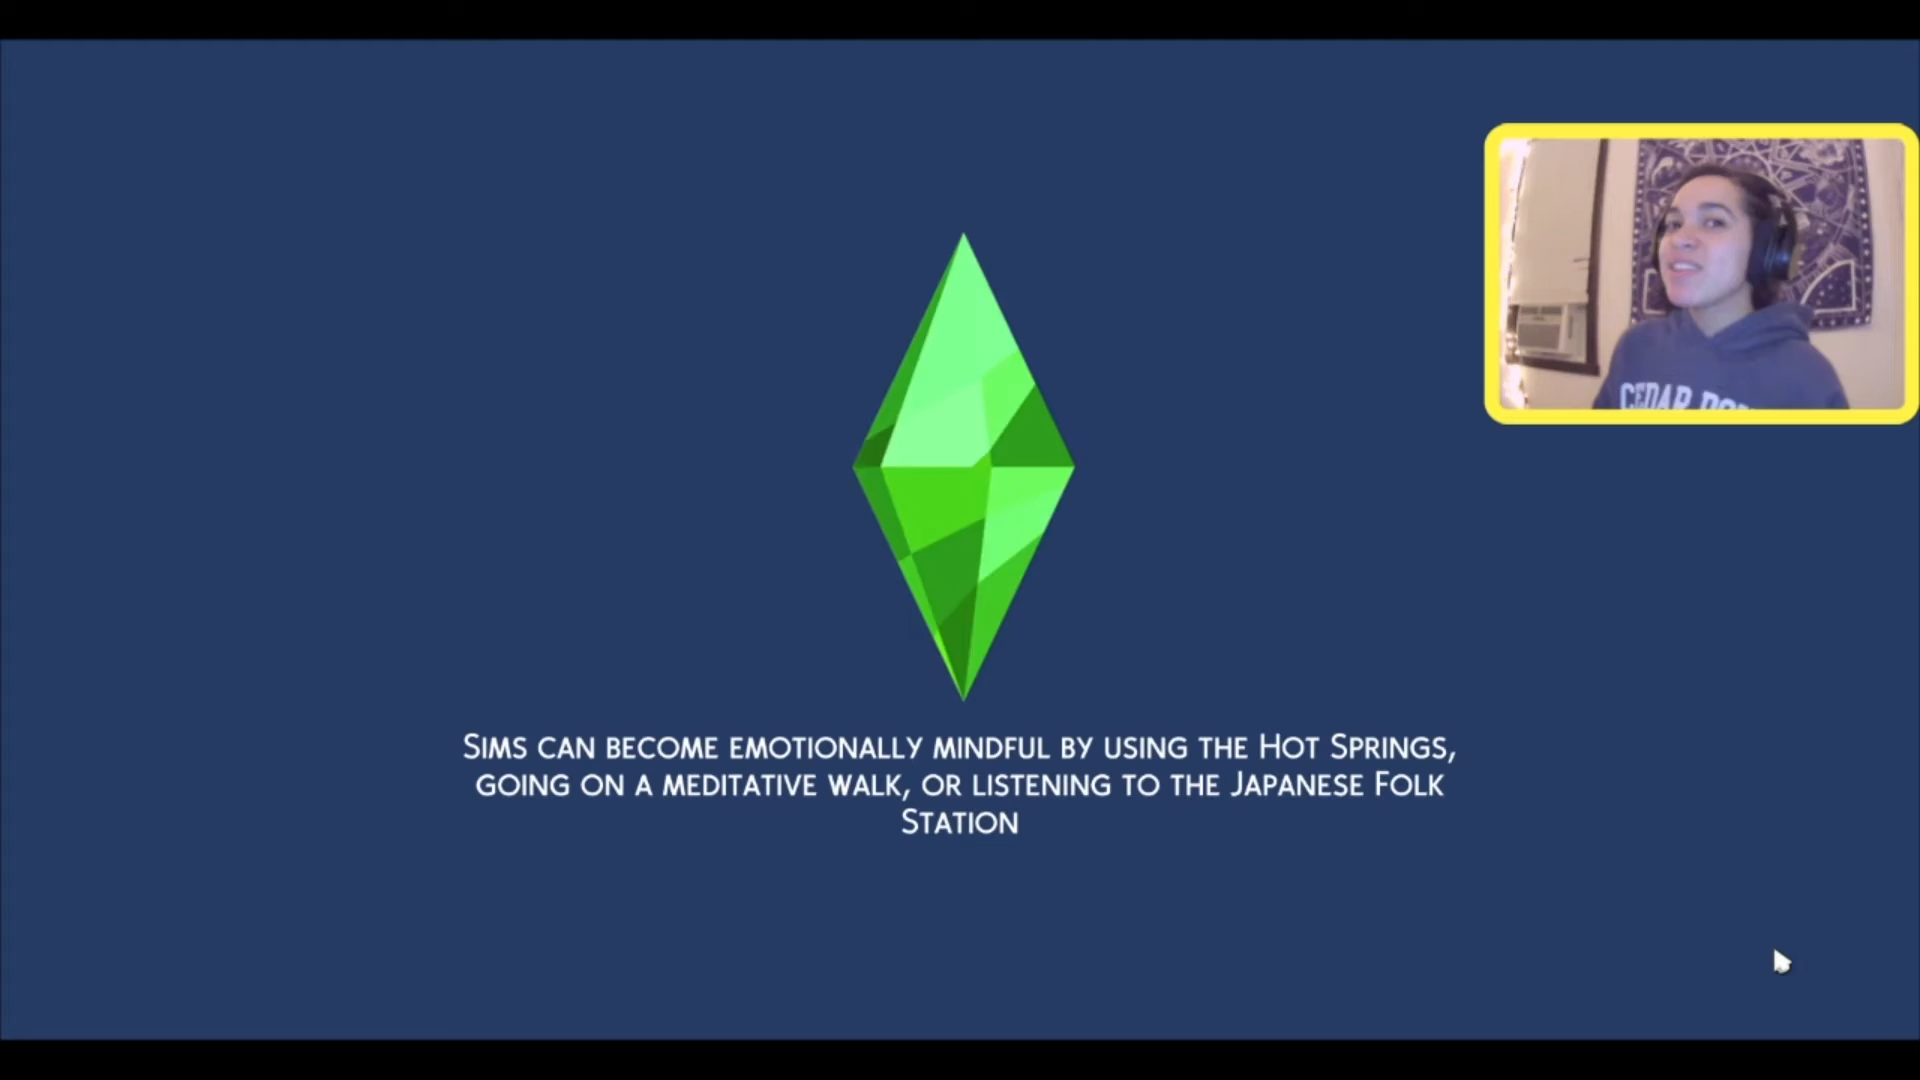 CEDAR
Sims can become emotionally mindful by using the Hot Springs,
going on a meditative walk, or listening to the Japanese Folk
Station